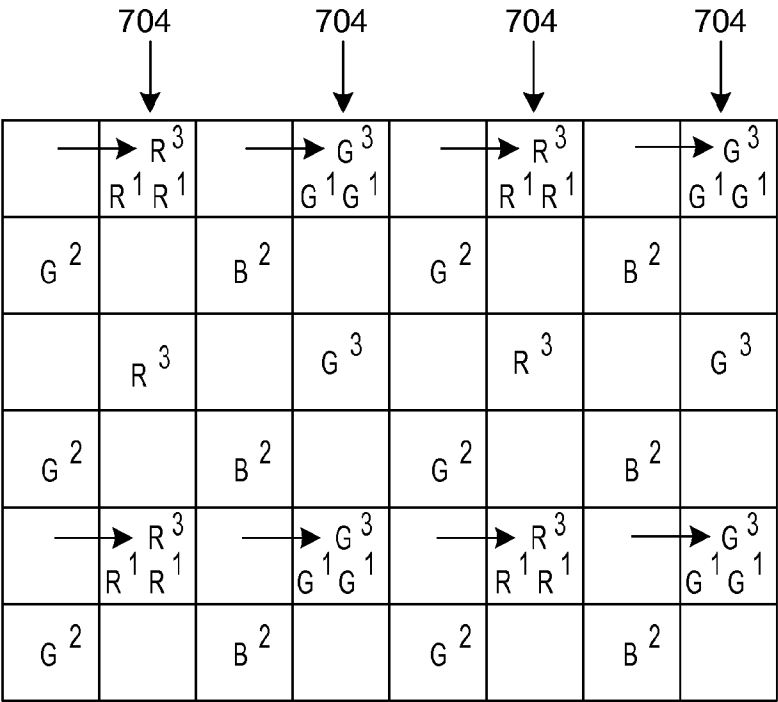 704 704 704 704
R³ G³ R³ G³
R¹ R¹ G¹ G¹ R¹ R¹ G¹ G¹
G² B² G² B²
R³ G³ R³ G³
G² B² G² B²
R³ G³ R³ G³
R¹ R¹ G¹ G¹ R¹ R¹ G¹ G¹
G² B² G² B²